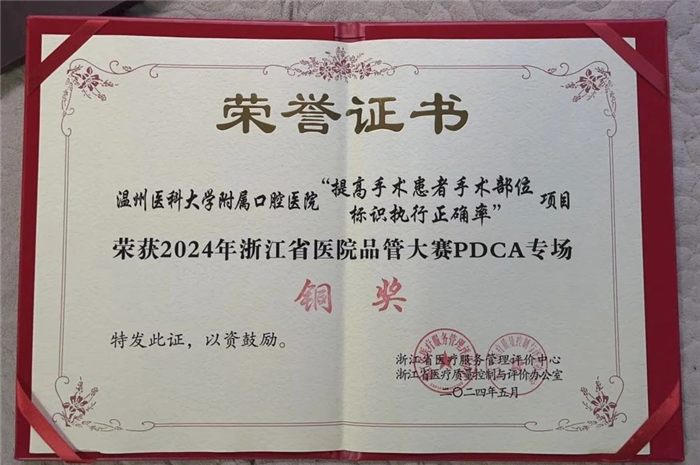 荣誉证书
温州医科大学附属口腔医院“提高手术患者手术部位标识执行正确率”项目
荣获2024年浙江省医院品管大赛PDCA专场
铜奖
特发此证，以资鼓励。
浙江省医疗服务管理评价中心
浙江省医疗质量控制与评价办公室
二〇二四年五月